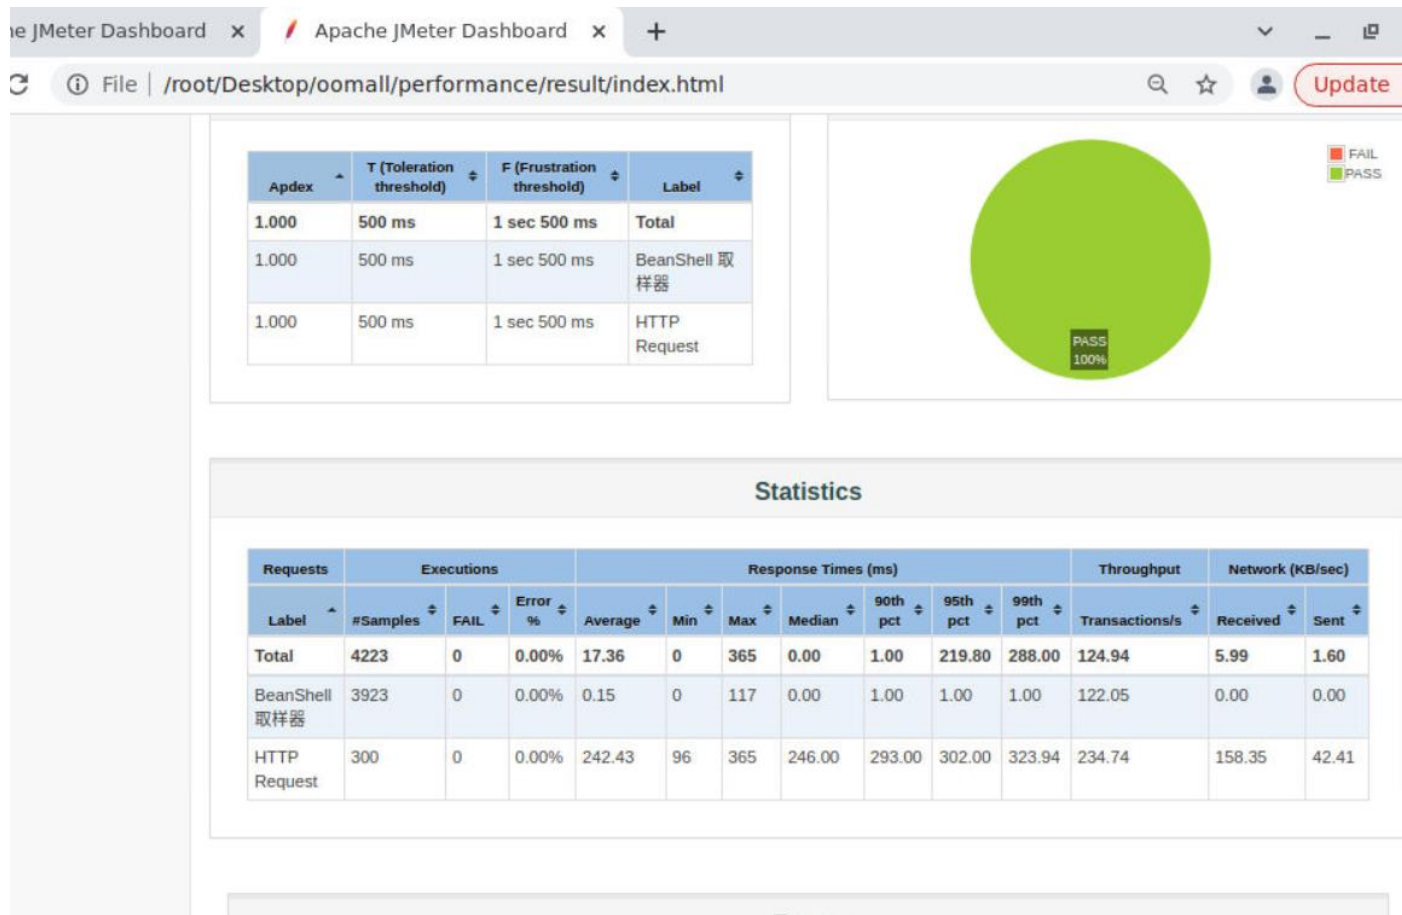 he JMeter Dashboard Apache JMeter Dashboard
File /root/Desktop/oomall/performance/result/index.html Update
Apdex T (Toleration threshold) F (Frustration threshold) Label
1.000 500 ms 1 sec 500 ms Total
1.000 500 ms 1 sec 500 ms BeanShell 取样器
1.000 500 ms 1 sec 500 ms HTTP Request
FAIL
PASS
PASS
100%
Statistics
Requests Executions Response Times (ms) Throughput Network (KB/sec)
Label #Samples FAIL Error % Average Min Max Median 90th pct 95th pct 99th pct Transactions/s Received Sent
Total 4223 0 0.00% 17.36 0 365 0.00 1.00 219.80 288.00 124.94 5.99 1.60
BeanShell 取样器 3923 0 0.00% 0.15 0 117 0.00 1.00 1.00 1.00 122.05 0.00 0.00
HTTP Request 300 0 0.00% 242.43 96 365 246.00 293.00 302.00 323.94 234.74 158.35 42.41